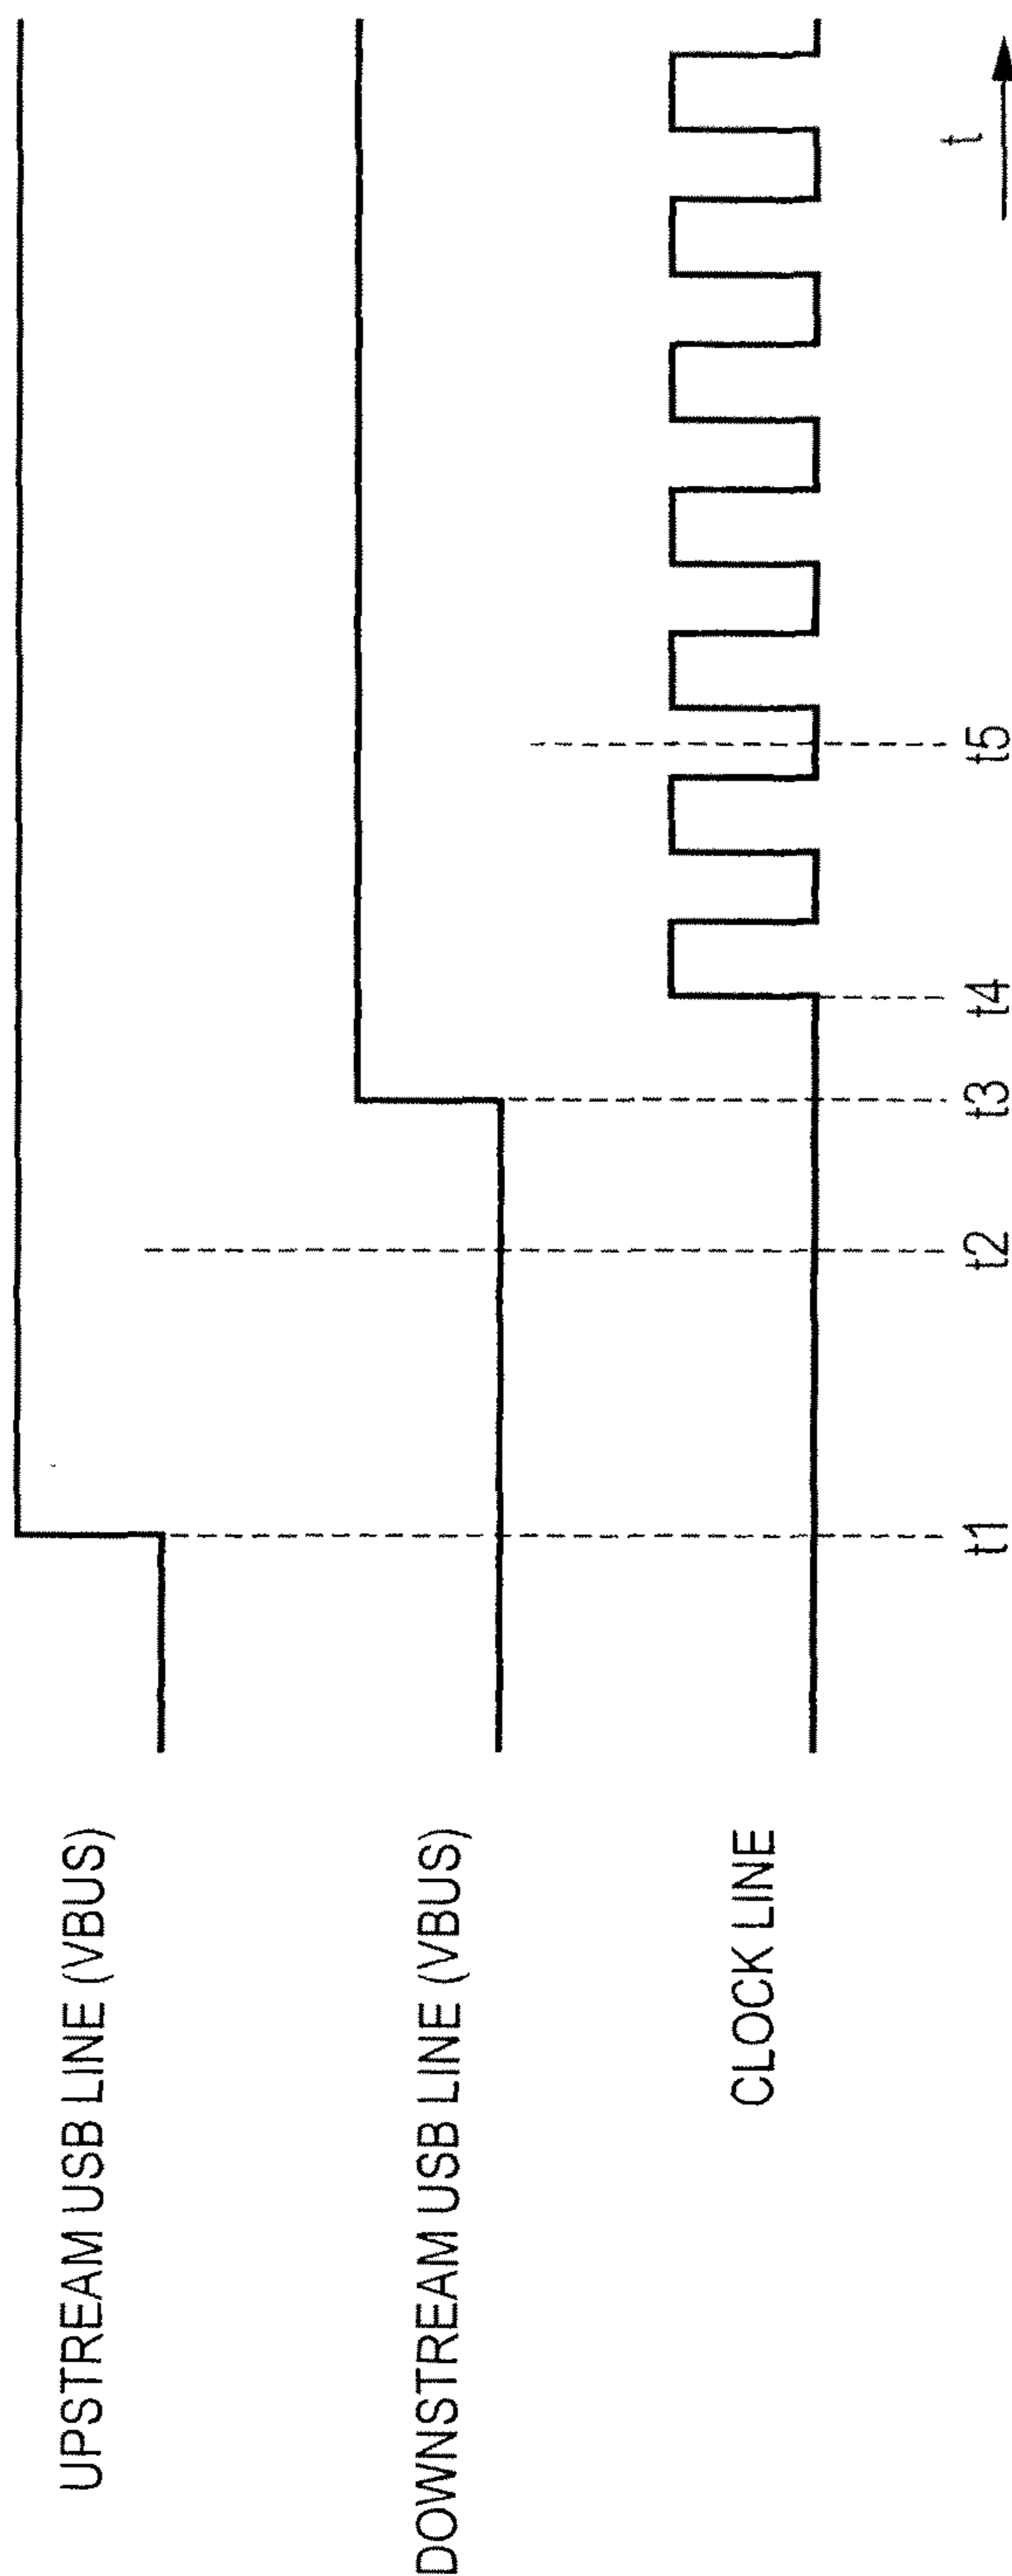 UPSTREAM USB LINE (VBUS)
DOWNSTREAM USB LINE (VBUS)
CLOCK LINE
t1 t2 t3 t4 t5 t